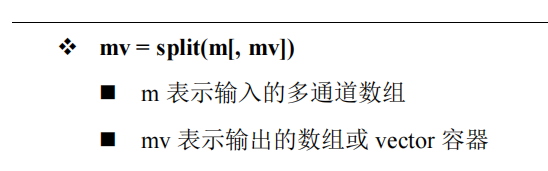 ❖ mv = split(m[, mv])
■ m 表示输入的多通道数组
■ mv 表示输出的数组或 vector 容器